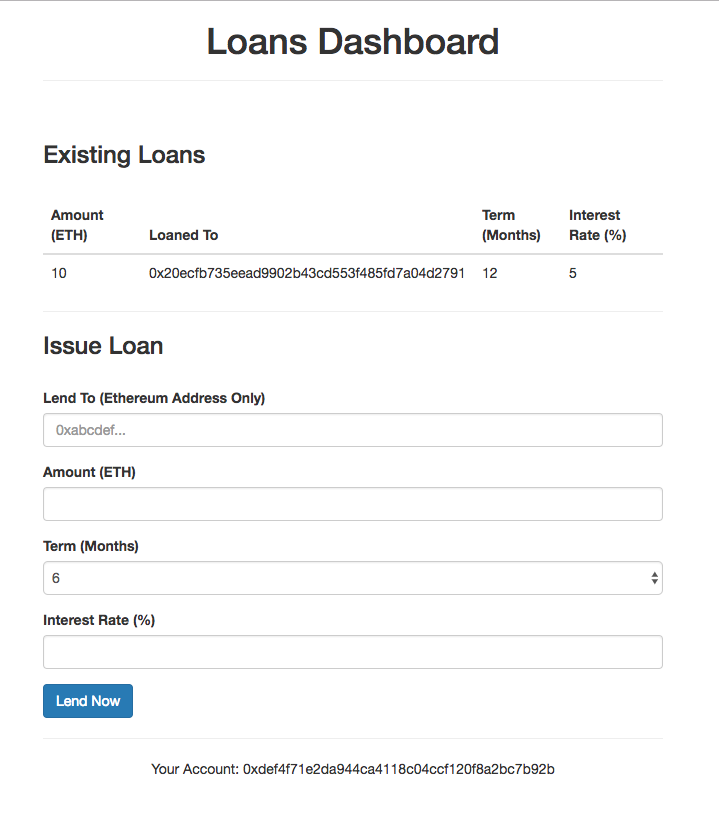 Loans Dashboard
Existing Loans
Amount (ETH) Loaned To Term (Months) Interest Rate (%)
10 0x20ecfb735eead9902b43cd553f485fd7a04d2791 12 5
Issue Loan
Lend To (Ethereum Address Only)
0xabcdef...
Amount (ETH)
Term (Months)
6
Interest Rate (%)
Lend Now
Your Account: 0xdef4f71e2da944ca4118c04ccf120f8a2bc7b92b